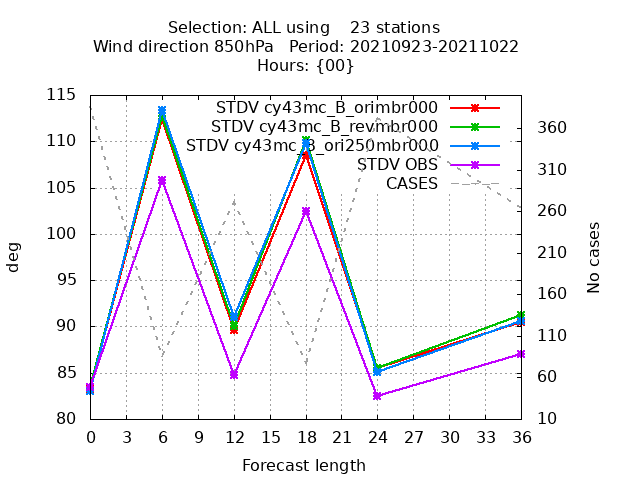 Selection: ALL using    23 stations
Wind direction 850hPa   Period: 20210923-20211022
Hours: {00}
STDV cy43mc_B_orimbr000
STDV cy43mc_B_revmbr000
STDV cy43mc_B_ori250mbr000
STDV OBS
CASES
115
110
105
100
95
90
85
80
deg
360
310
260
210
160
110
60
10
No cases
0 3 6 9 12 15 18 21 24 27 30 33 36
Forecast length